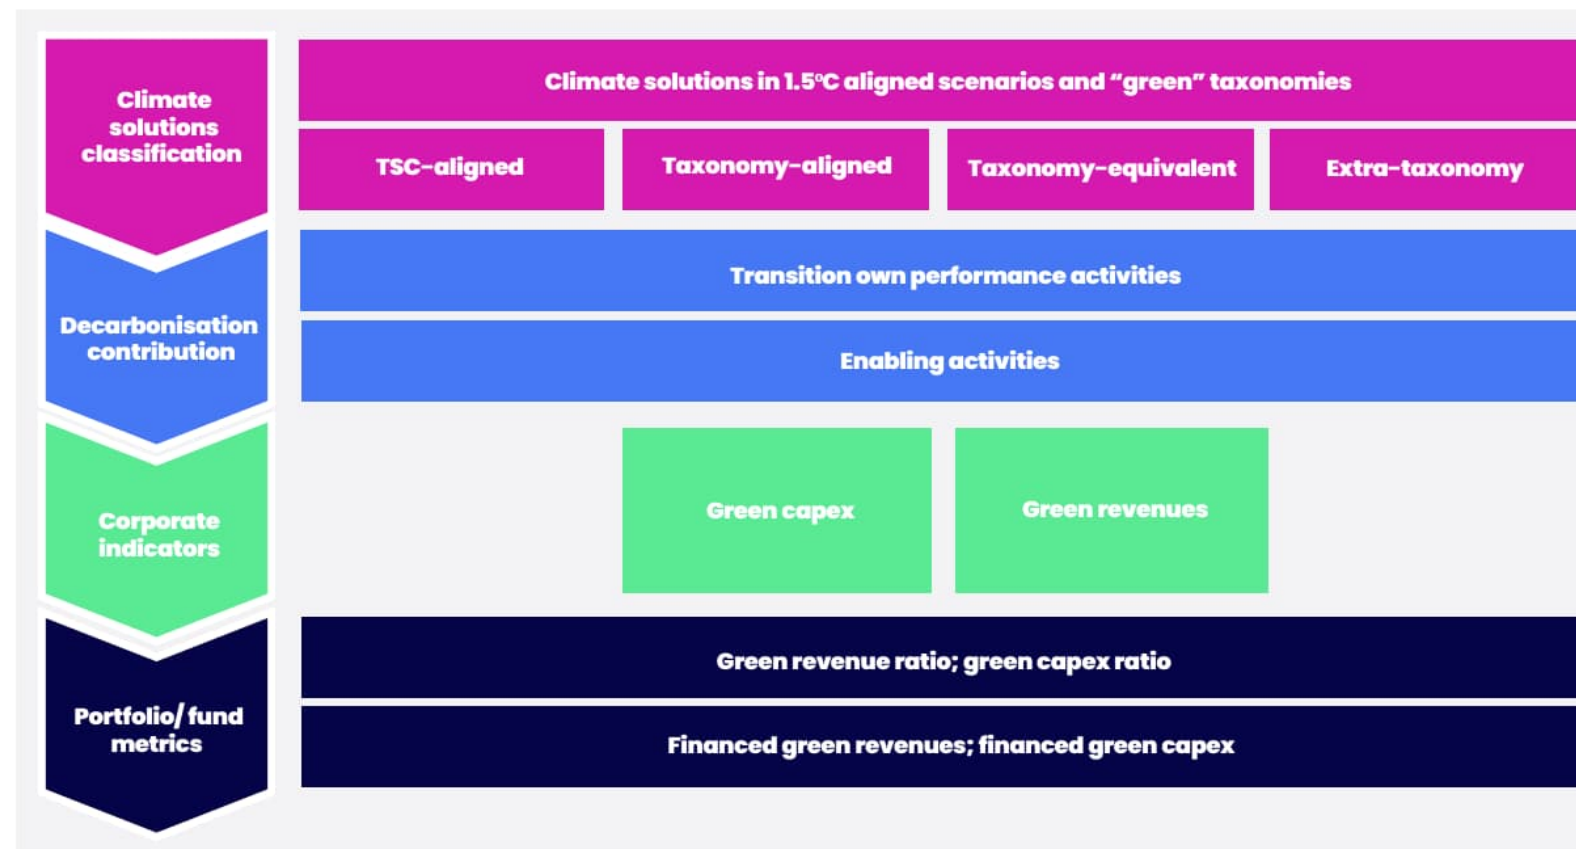 Climate
solutions
classification
Climate solutions in 1.5°C aligned scenarios and “green” taxonomies
TSC-aligned
Taxonomy-aligned
Taxonomy-equivalent
Extra-taxonomy
Decarbonisation
contribution
Transition own performance activities
Enabling activities
Corporate
indicators
Green capex
Green revenues
Portfolio/ fund
metrics
Green revenue ratio; green capex ratio
Financed green revenues; financed green capex